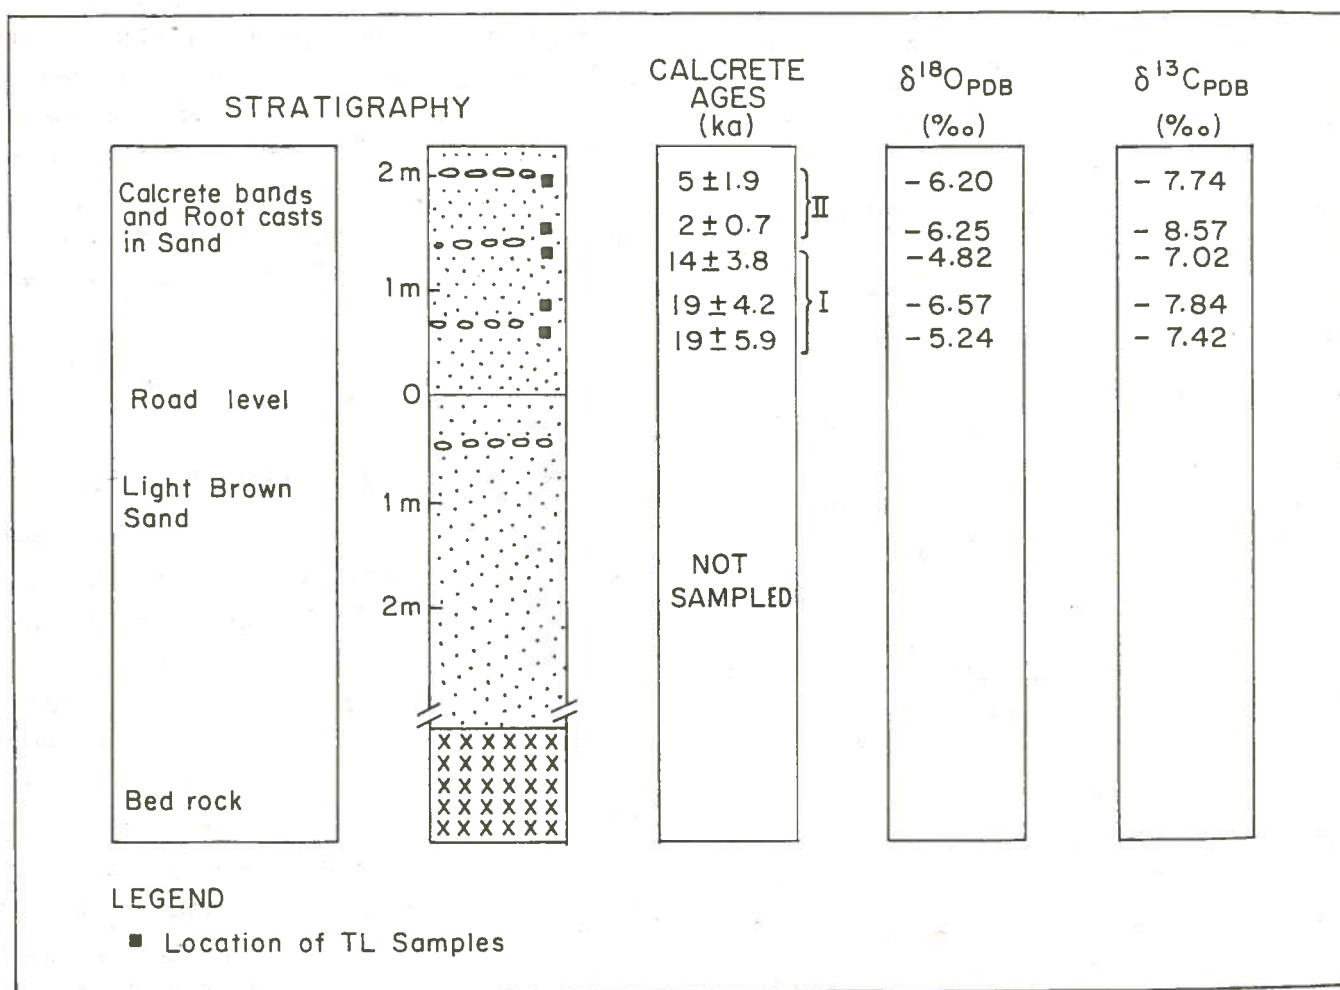 STRATIGRAPHY
CALCRETE
AGES
(ka)
δ18OPDB
(‰)
δ13CPDB
(‰)
Calcrete bands
and Root casts
in Sand
Road level
Light Brown
Sand
Bed rock
2m
1m
0
1m
2m
5 ± 1.9
2 ± 0.7
14 ± 3.8
19 ± 4.2
19 ± 5.9
II
I
NOT
SAMPLED
-6.20
-6.25
-4.82
-6.57
-5.24
-7.74
-8.57
-7.02
-7.84
-7.42
LEGEND
■ Location of TL Samples